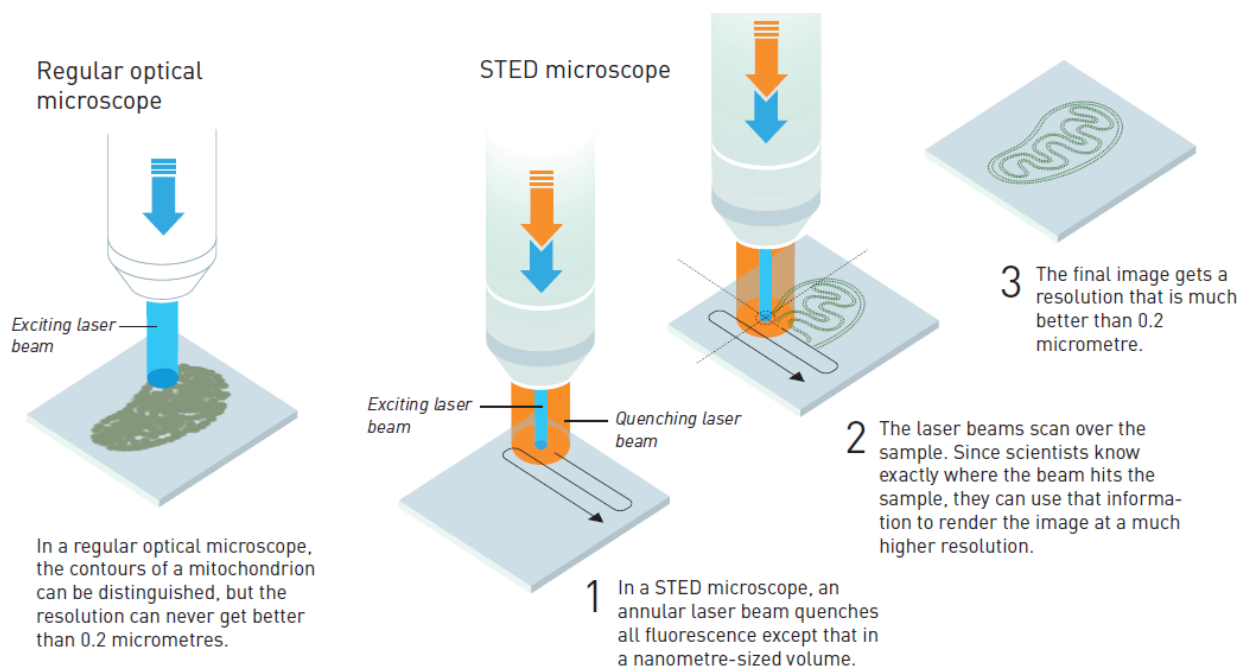 Regular optical
microscope
Exciting laser
beam
In a regular optical microscope,
the contours of a mitochondrion
can be distinguished, but the
resolution can never get better
than 0.2 micrometres.
STED microscope
Exciting laser
beam
Quenching laser
beam
1 In a STED microscope, an
annular laser beam quenches
all fluorescence except that in
a nanometre-sized volume.
2 The laser beams scan over the
sample. Since scientists know
exactly where the beam hits the
sample, they can use that informa-
tion to render the image at a much
higher resolution.
3 The final image gets a
resolution that is much
better than 0.2
micrometre.